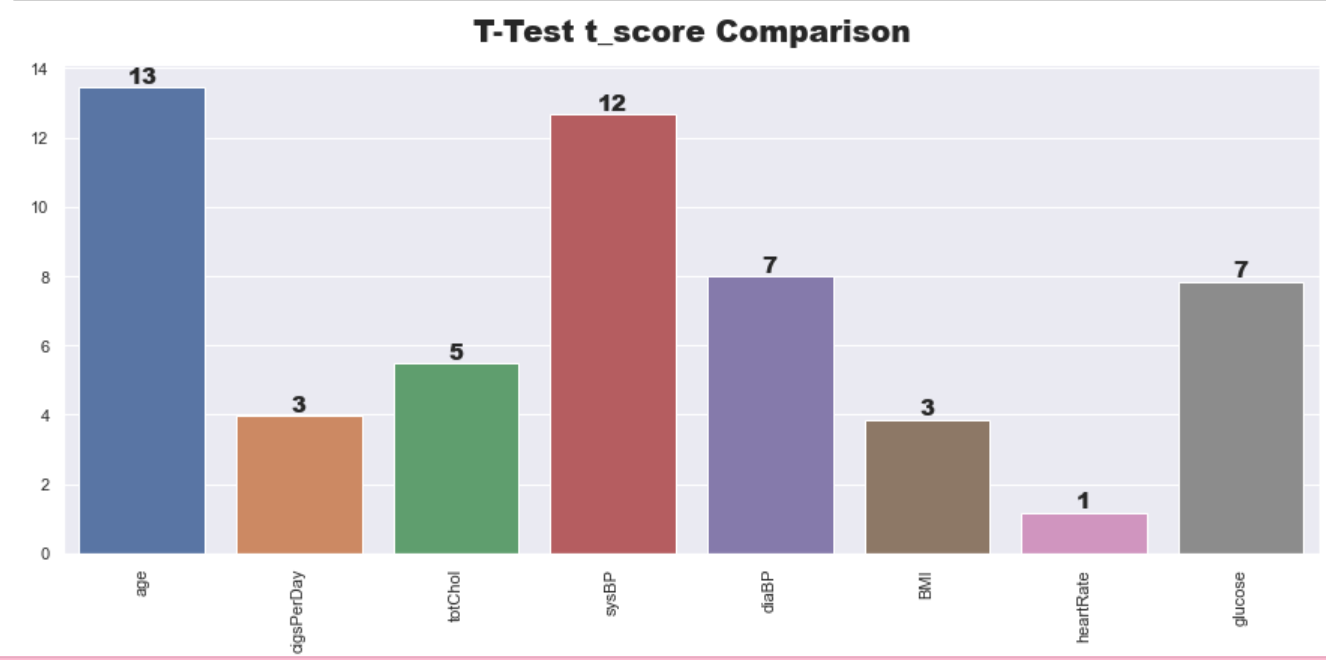 T-Test t_score Comparison
14
12
10
8
6
4
2
0
13
3
5
12
7
3
1
7
age
cigsPerDay
totChol
sysBP
diaBP
BMI
heartRate
glucose